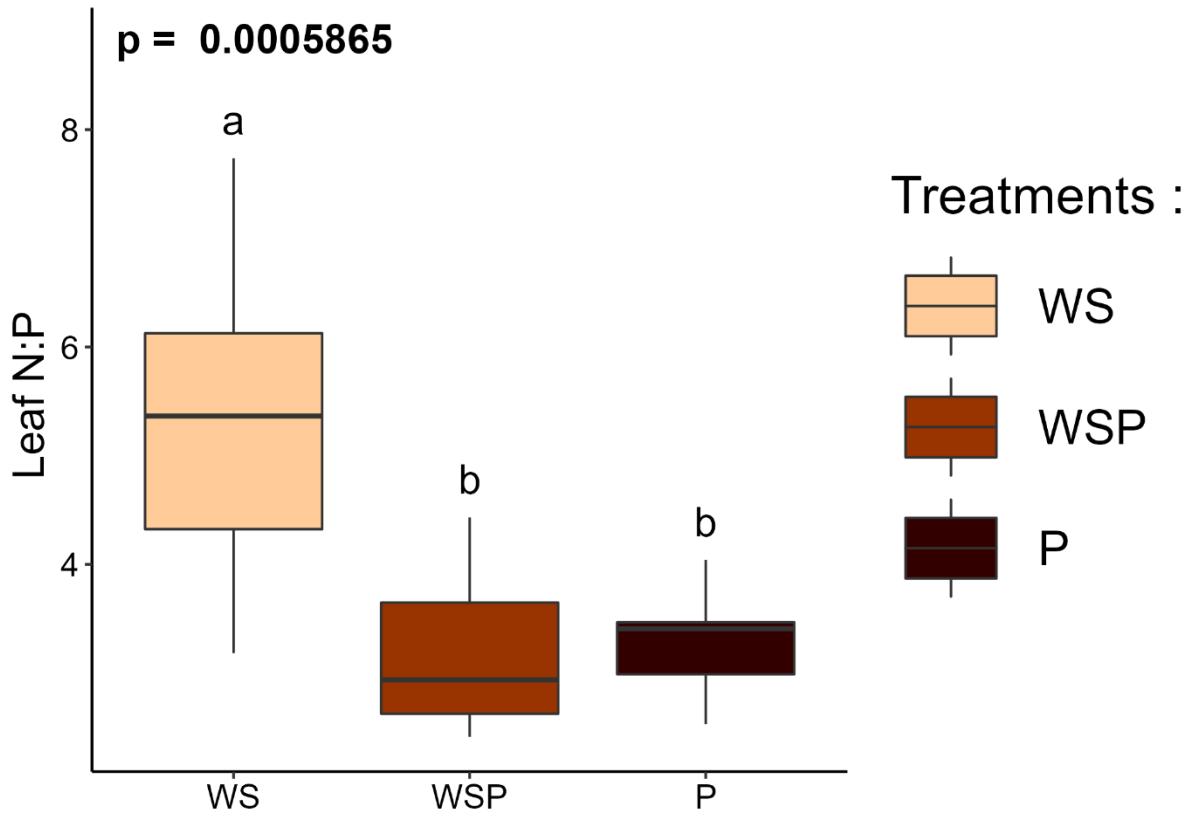 p = 0.0005865
a
8
6
4
Leaf N:P
b
b
WS
WSP
P
Treatments :
WS
WSP
P